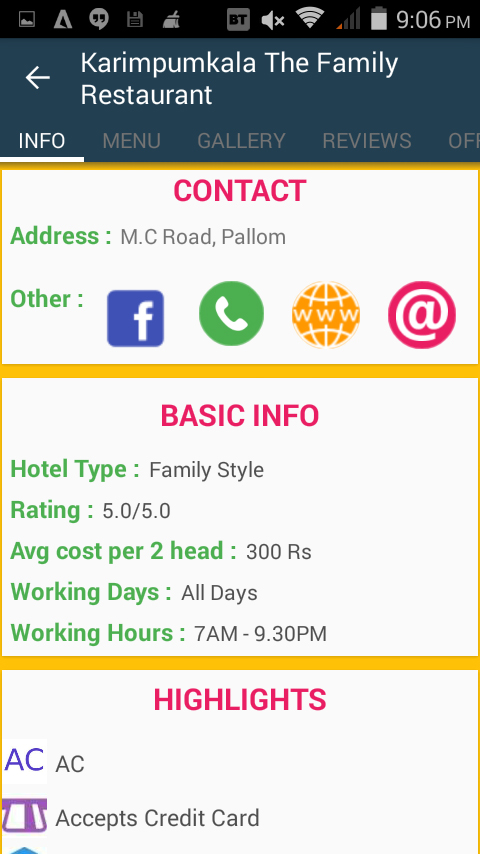 BT 9:06 PM
Karimpumkala The Family
Restaurant
INFO MENU GALLERY REVIEWS OFF
CONTACT
Address : M.C Road, Pallom
Other : f www @
BASIC INFO
Hotel Type : Family Style
Rating : 5.0/5.0
Avg cost per 2 head : 300 Rs
Working Days : All Days
Working Hours : 7AM - 9.30PM
HIGHLIGHTS
AC AC
Accepts Credit Card